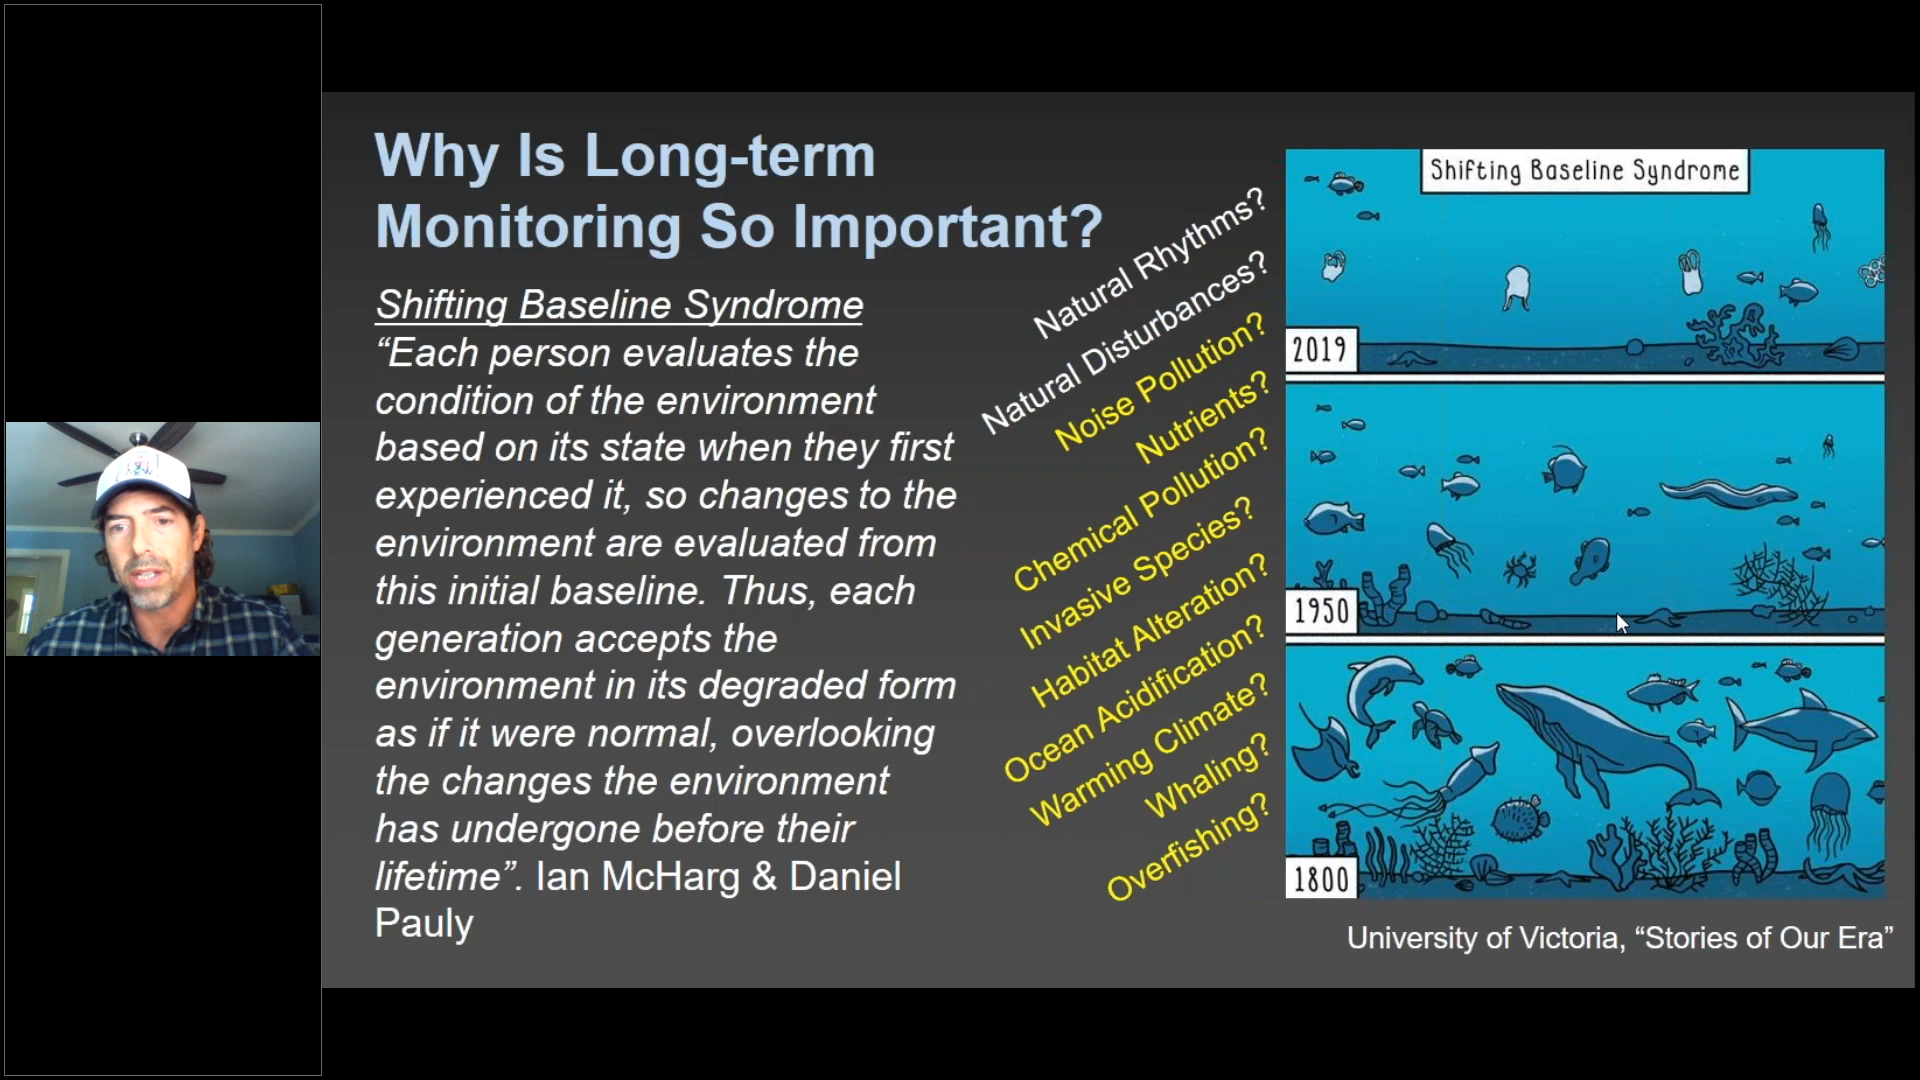 Why Is Long-term
Monitoring So Important?
Shifting Baseline Syndrome
“Each person evaluates the
condition of the environment
based on its state when they first
experienced it, so changes to the
environment are evaluated from
this initial baseline. Thus, each
generation accepts the
environment in its degraded form
as if it were normal, overlooking
the changes the environment
has undergone before their
lifetime”. Ian McHarg & Daniel
Pauly
Natural Rhythms?
Natural Disturbances?
Noise Pollution?
Nutrients?
Chemical Pollution?
Invasive Species?
Habitat Alteration?
Ocean Acidification?
Warming Climate?
Whaling?
Overfishing?
Shifting Baseline Syndrome
2019
1950
1800
University of Victoria, “Stories of Our Era”